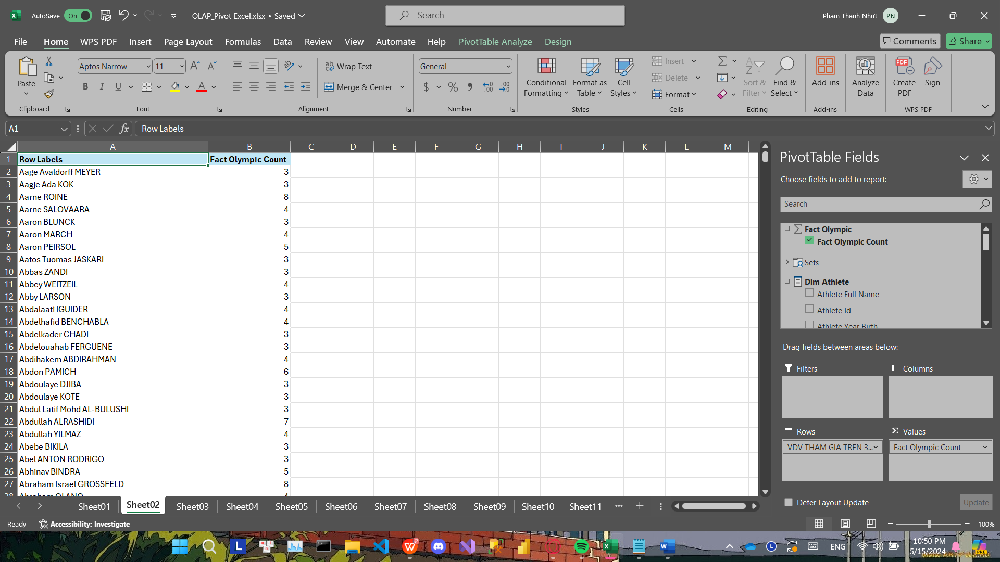 AutoSave On OLAP_Pivot Excel.xlsx • Saved Search Phạm Thanh Nhựt PN
File Home WPS PDF Insert Page Layout Formulas Data Review View Automate Help PivotTable Analyze Design Comments Share
Paste
Clipboard
Aptos Narrow 11
B I U
Font
Wrap Text
Merge & Center
Alignment
General
$ % 9
Number
Conditional Formatting
Format as Table
Cell Styles
Styles
Insert
Delete
Format
Cells
Sort & Filter
Find & Select
Editing
Add-ins
Add-ins
Analyze Data
Create PDF
Sign
WPS PDF
A1 fx Row Labels
A B C D E F G H I J K L M
1 Row Labels Fact Olympic Count
2 Aage Avaldorff MEYER 3
3 Aagje Ada KOK 3
4 Aarne ROINE 8
5 Aarne SALOVAARA 4
6 Aaron BLUNCK 3
7 Aaron MARCH 4
8 Aaron PEIRSOL 5
9 Aatos Tuomas JASKARI 3
10 Abbas ZANDI 3
11 Abbey WEITZEIL 4
12 Abby LARSON 3
13 Abdalaati IGUIDER 4
14 Abdelhafid BENCHABLA 4
15 Abdelkader CHADI 3
16 Abdelouahab FERGUENE 3
17 Abdihakem ABDIRAHMAN 4
18 Abdon PAMICH 6
19 Abdoulaye DJIBA 3
20 Abdoulaye KOTE 3
21 Abdul Latif Mohd AL-BULUSHI 3
22 Abdullah ALRASHIDI 7
23 Abdullah YILMAZ 4
24 Abebe BIKILA 3
25 Abel ANTON RODRIGO 3
26 Abhinav BINDRA 5
27 Abraham Israel GROSSFELD 8
28 Abraham OLANO 4
PivotTable Fields
Choose fields to add to report:
Search
Fact Olympic
Fact Olympic Count
Sets
Dim Athlete
Athlete Full Name
Athlete Id
Athlete Year Birth
Drag fields between areas below:
Filters Columns
Rows Values
VDV THAM GIA TREN 3... Fact Olympic Count
Defer Layout Update Update
Sheet01 Sheet02 Sheet03 Sheet04 Sheet05 Sheet06 Sheet07 Sheet08 Sheet09 Sheet10 Sheet11
Ready Accessibility: Investigate 100%
ENG 10:50 PM
5/15/2024